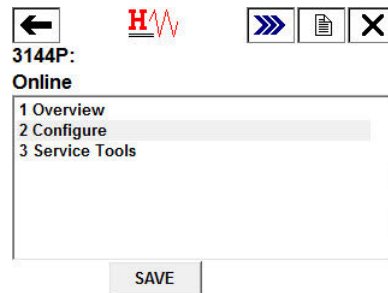 H
3144P:
Online
1 Overview
2 Configure
3 Service Tools
SAVE